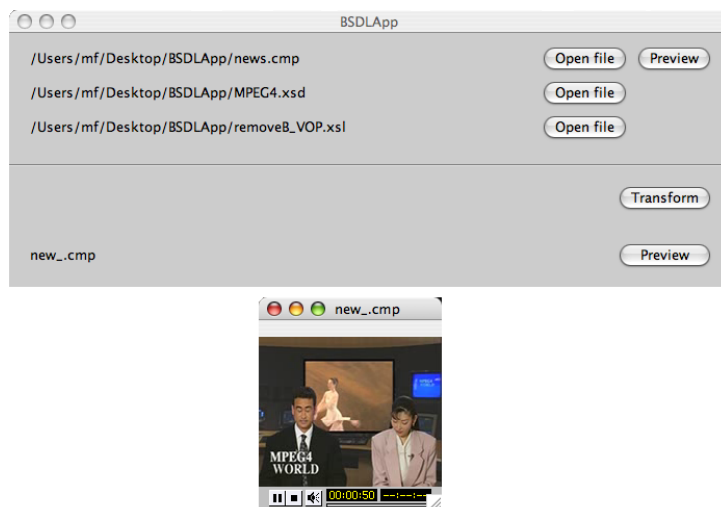 BSDLApp
/Users/mf/Desktop/BSDLApp/news.cmp Open file Preview
/Users/mf/Desktop/BSDLApp/MPEG4.xsd Open file
/Users/mf/Desktop/BSDLApp/removeB_VOP.xsl Open file
Transform
new_.cmp Preview
new_.cmp
MPEG4
WORLD
00:00:50 --:--:--